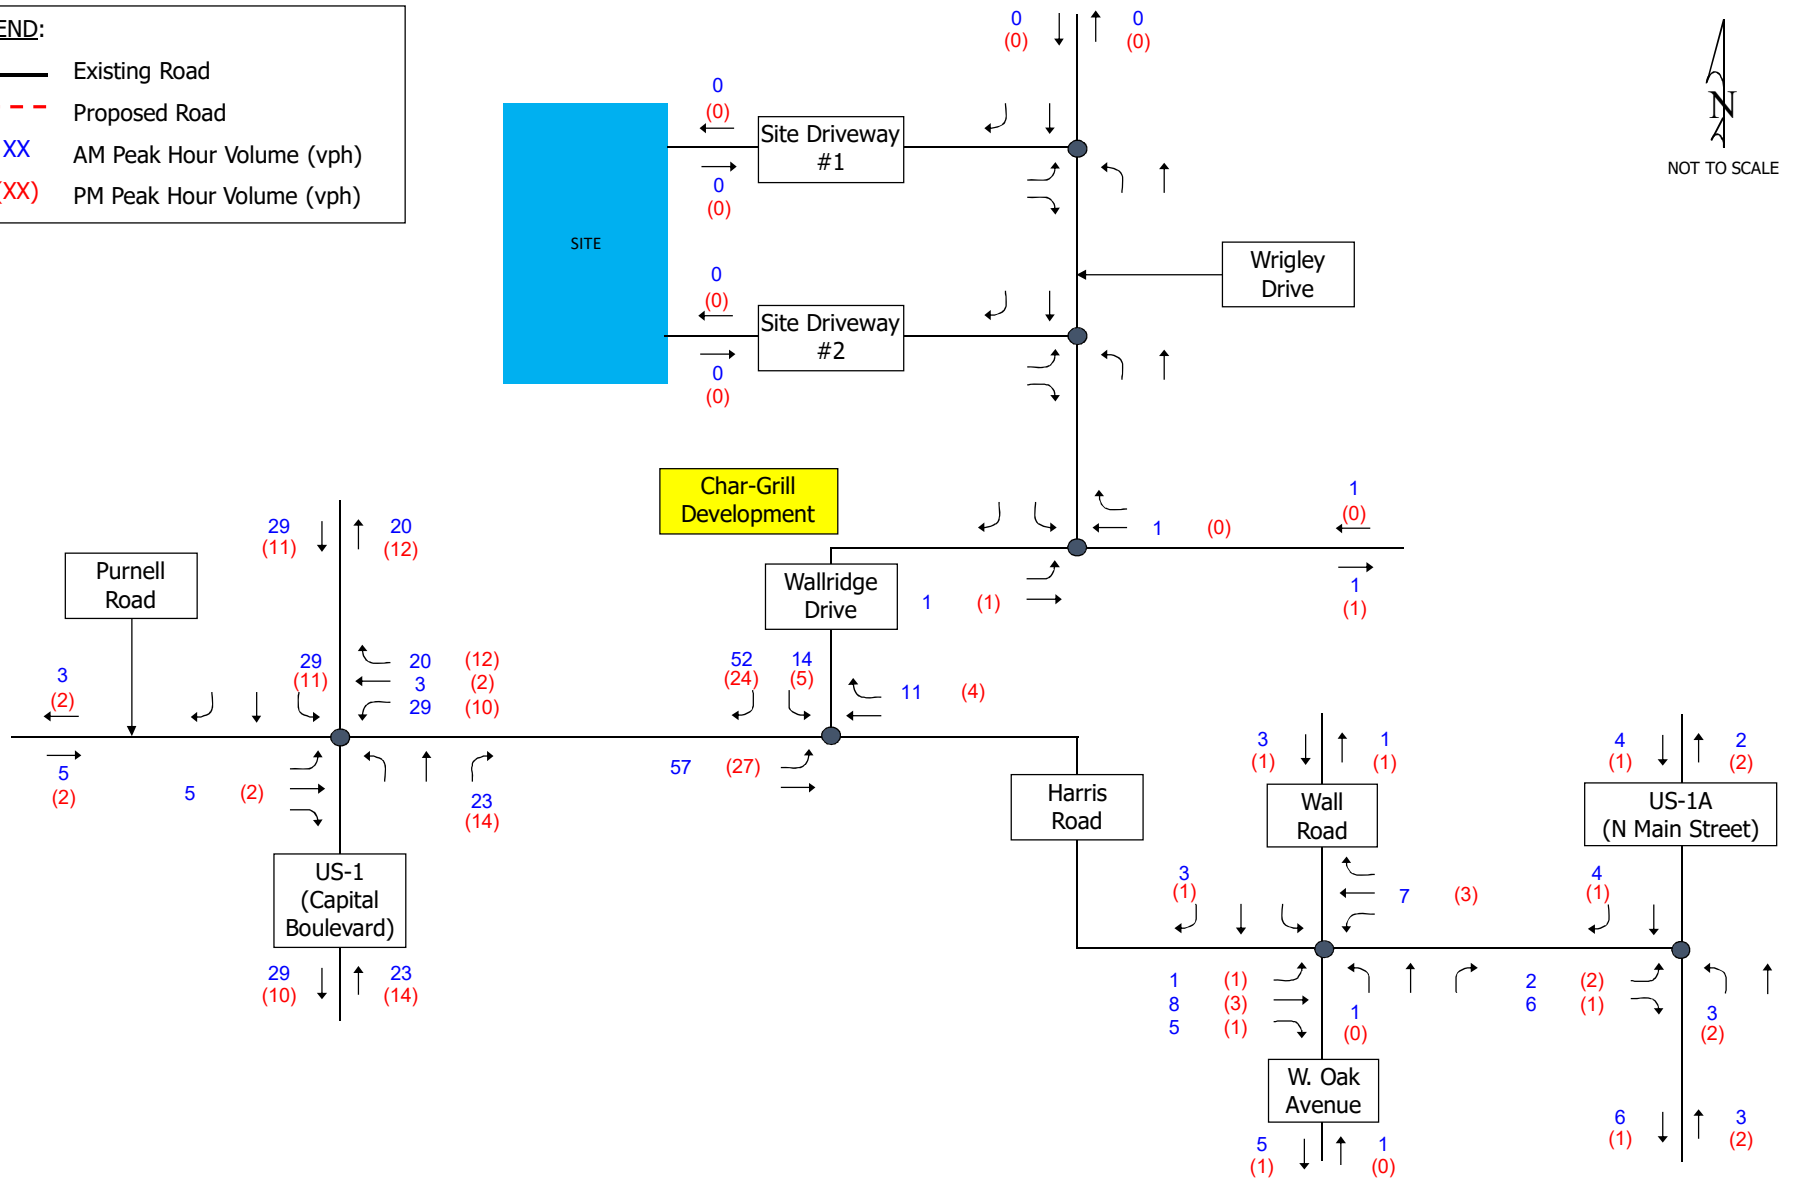 END:
Existing Road
Proposed Road
XX AM Peak Hour Volume (vph)
(XX) PM Peak Hour Volume (vph)
0 0
(0) (0)
N
NOT TO SCALE
0
(0)
Site Driveway
#1
0
(0)
SITE
Wrigley
Drive
0
(0)
Site Driveway
#2
0
(0)
Char-Grill
Development
1
(0)
1 (0)
1
(1)
Wallridge
Drive
1 (1)
29 20
(11) (12)
Purnell
Road
3
(2)
29
(11)
20 (12)
3 (2)
29 (10)
5
(2)
5 (2)
23
(14)
52 14
(24) (5)
11 (4)
57 (27)
US-1
(Capital
Boulevard)
29 23
(10) (14)
Harris
Road
3 1
(1) (1)
Wall
Road
4 2
(1) (2)
US-1A
(N Main Street)
3
(1)
7 (3)
4
(1)
1 (1)
8 (3)
5 (1)
1
(0)
2 (2)
6 (1)
3
(2)
W. Oak
Avenue
5 1
(1) (0)
6 3
(1) (2)